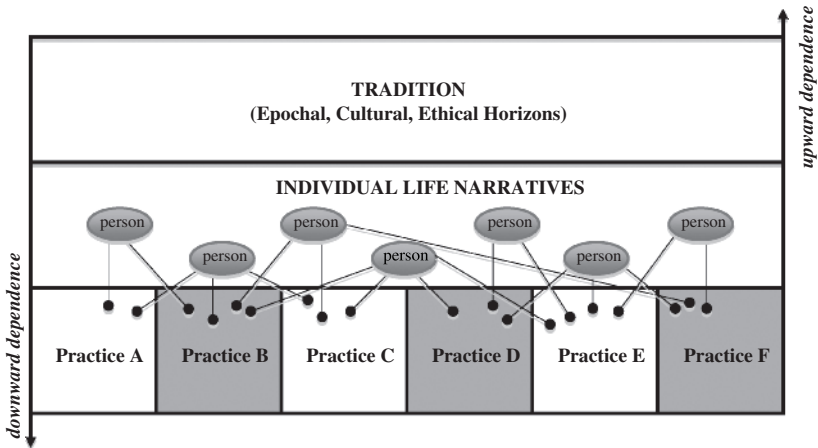 upward dependence
TRADITION
(Epochal, Cultural, Ethical Horizons)
INDIVIDUAL LIFE NARRATIVES
person
person
person
person
person
person
person
person
downward dependence
Practice A
Practice B
Practice C
Practice D
Practice E
Practice F